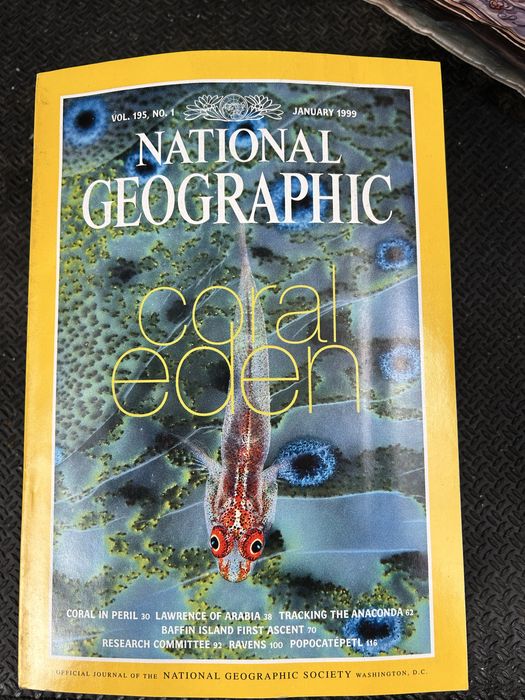 VOL. 195, NO. 1 JANUARY 1999
NATIONAL
GEOGRAPHIC
coral
eden
CORAL IN PERIL 30 LAWRENCE OF ARABIA 38 TRACKING THE ANACONDA 62
BAFFIN ISLAND FIRST ASCENT 70
RESEARCH COMMITTEE 92 RAVENS 100 POPOCATÉPETL 116
OFFICIAL JOURNAL OF THE NATIONAL GEOGRAPHIC SOCIETY WASHINGTON, D.C.